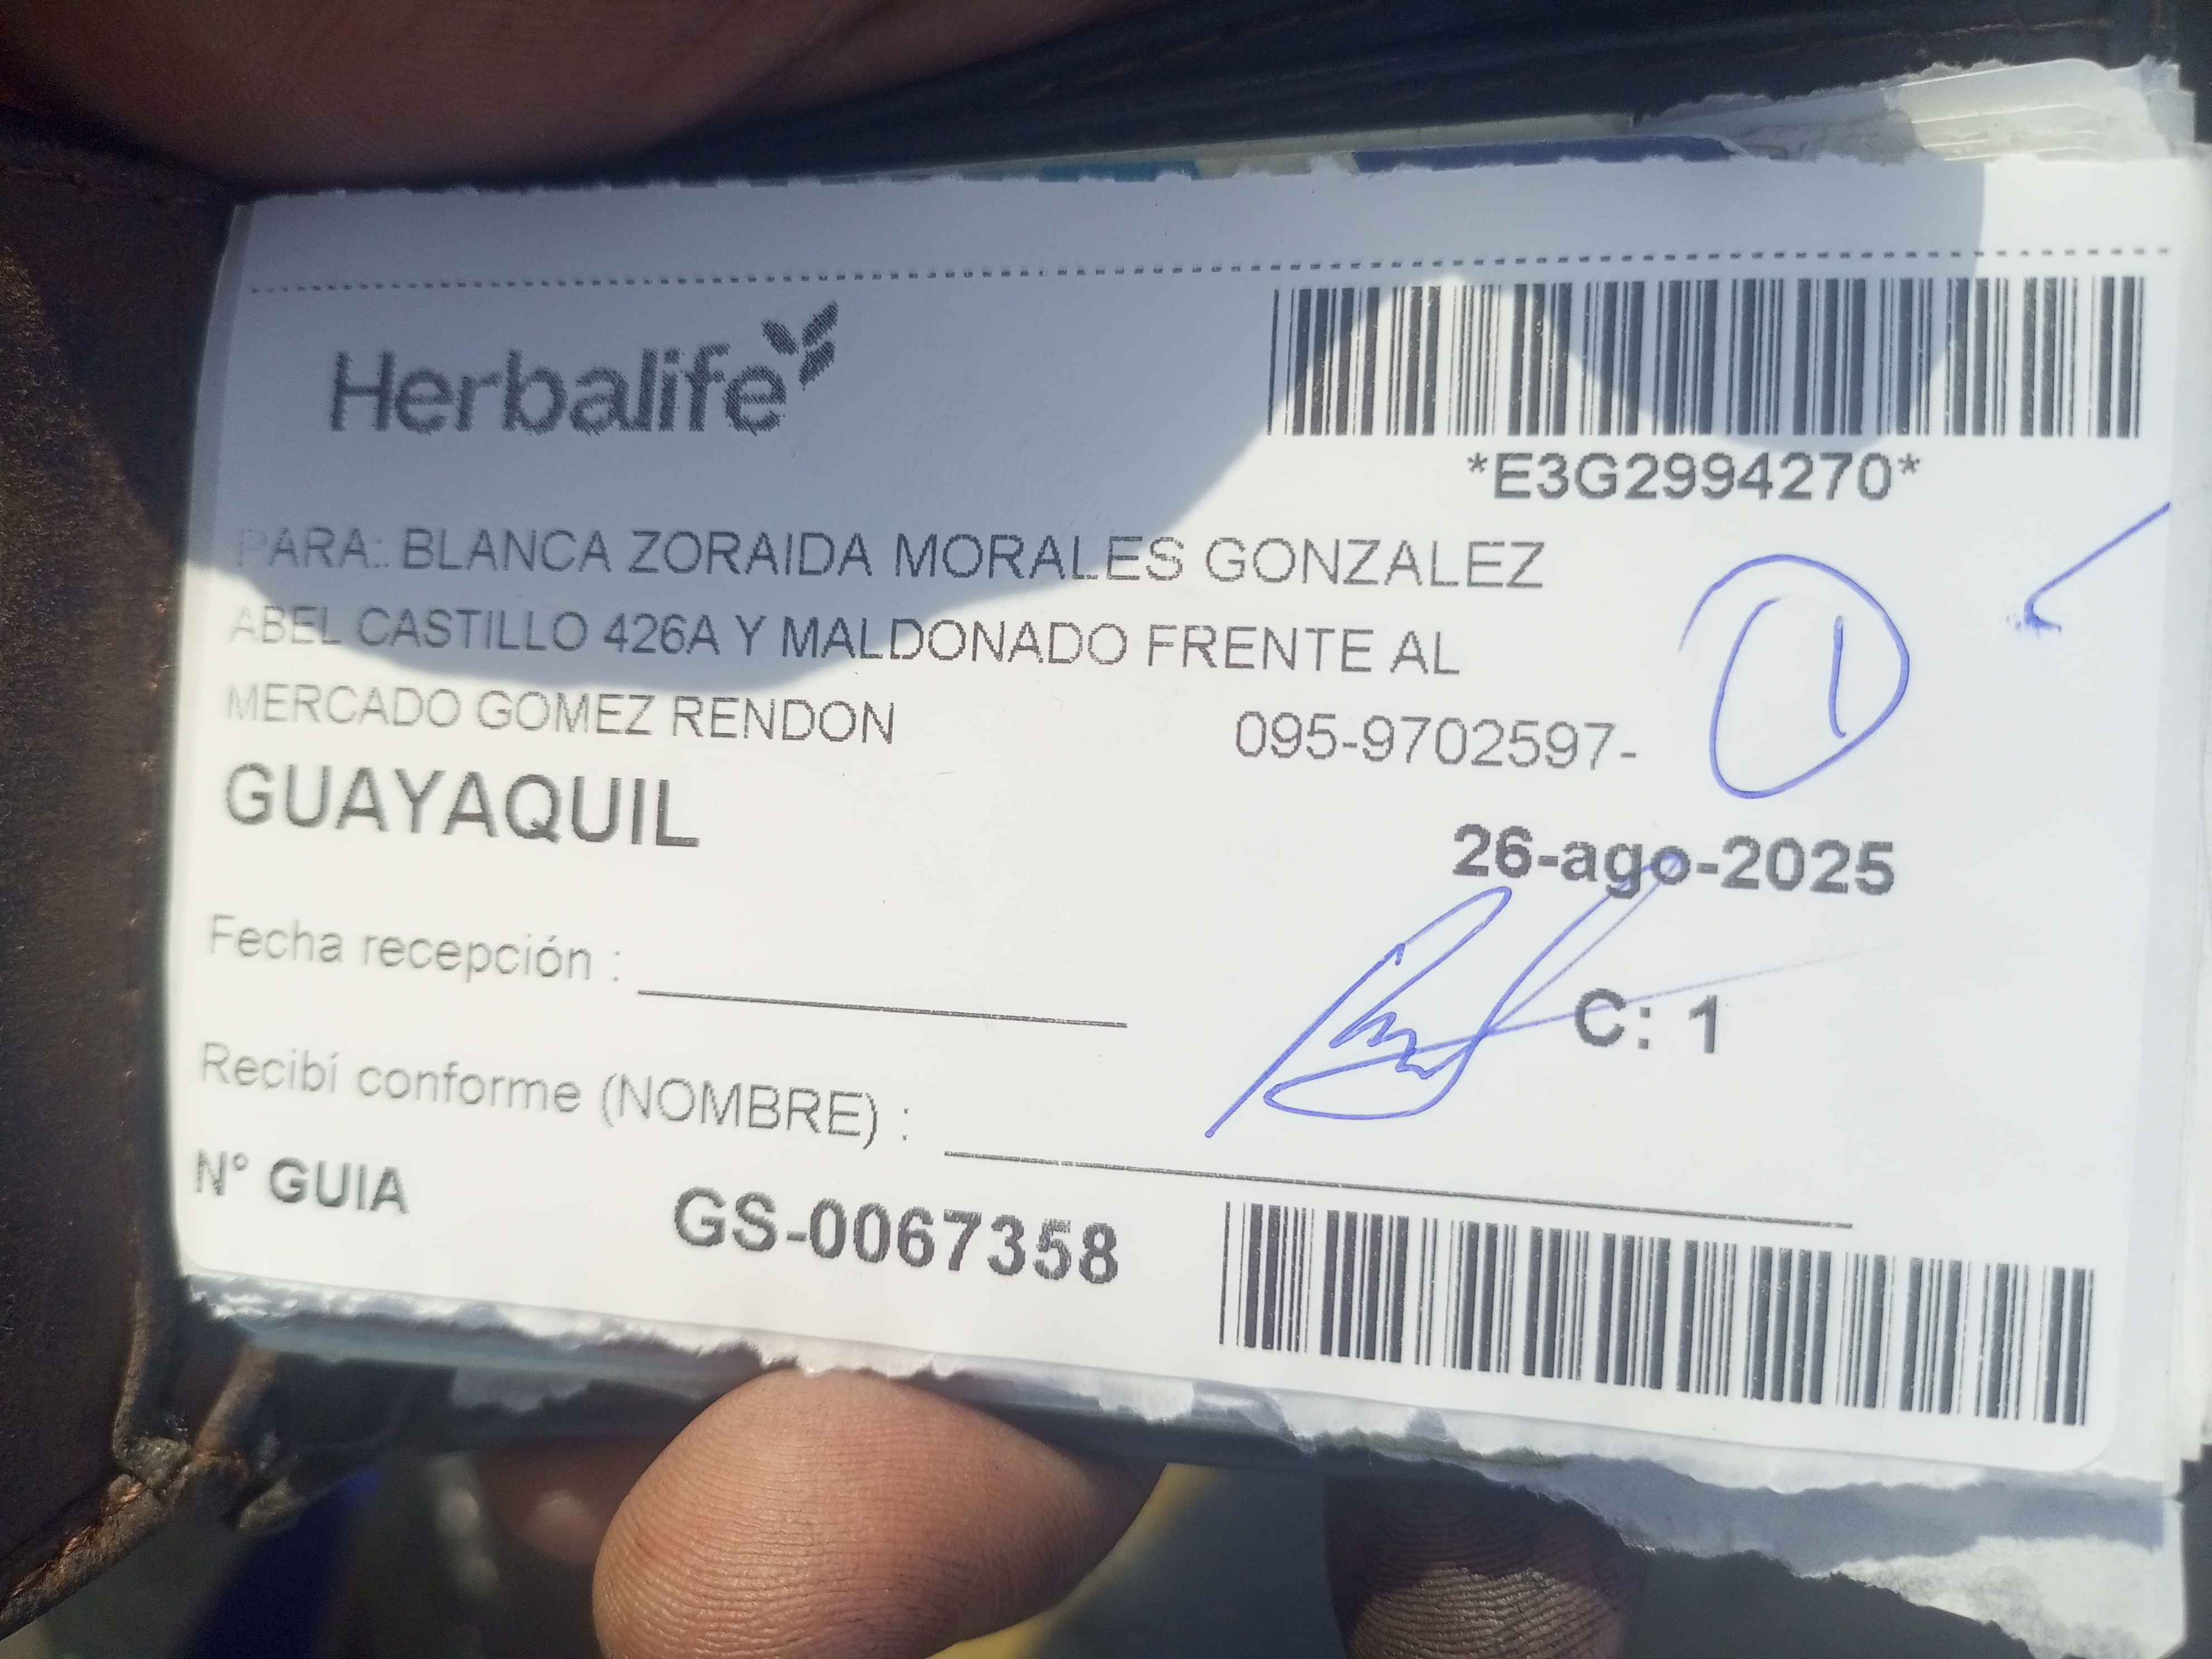 Herbalife
*E3G2994270*
PARA: BLANCA ZORAIDA MORALES GONZALEZ
ABEL CASTILLO 426A Y MALDONADO FRENTE AL
MERCADO GOMEZ RENDON 095-9702597-
1
GUAYAQUIL
26-ago-2025
Fecha recepción :
C: 1
Recibí conforme (NOMBRE) :
N° GUIA GS-0067358